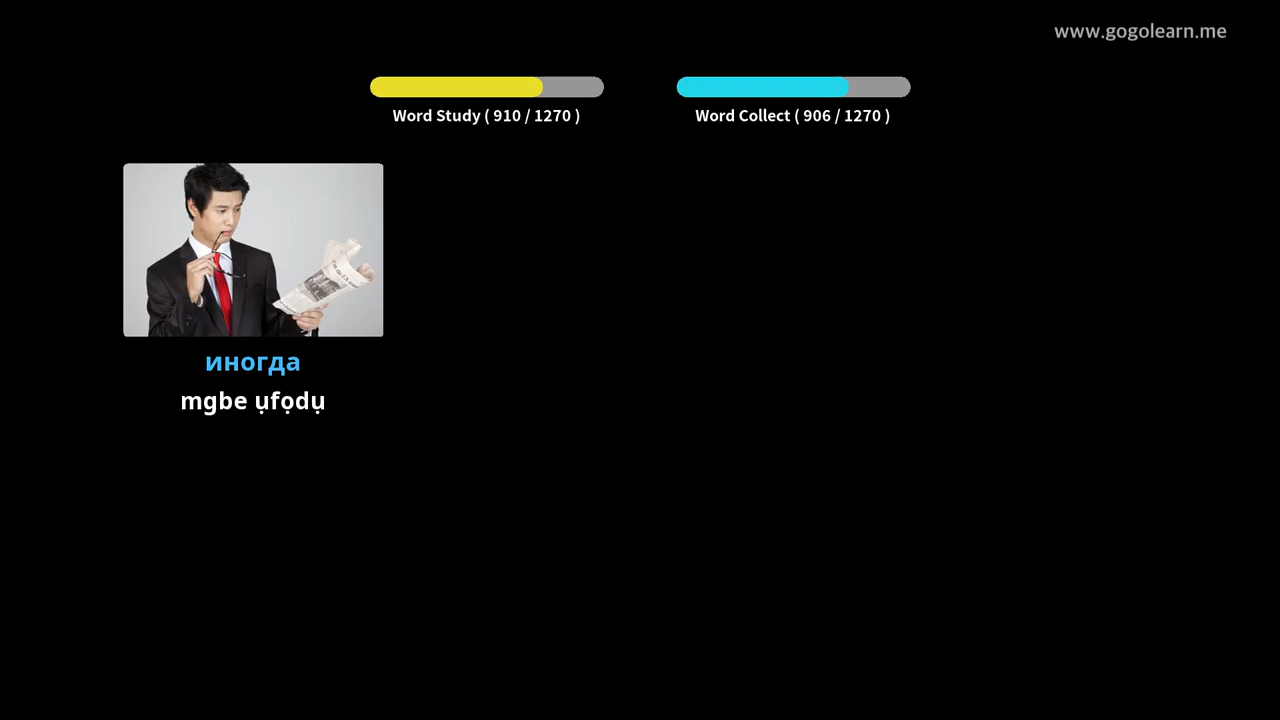 www.gogolearn.me
Word Study ( 910 / 1270 )
Word Collect ( 906 / 1270 )
иногда
mgbe ụfọdụ